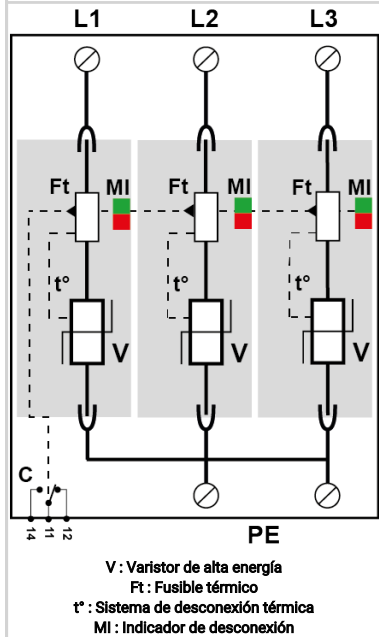 L1 L2 L3
Ft MI Ft MI Ft MI
t° t° t°
V V V
C
14 11 12
PE
V : Varistor de alta energía
Ft : Fusible térmico
t° : Sistema de desconexión térmica
MI : Indicador de desconexión